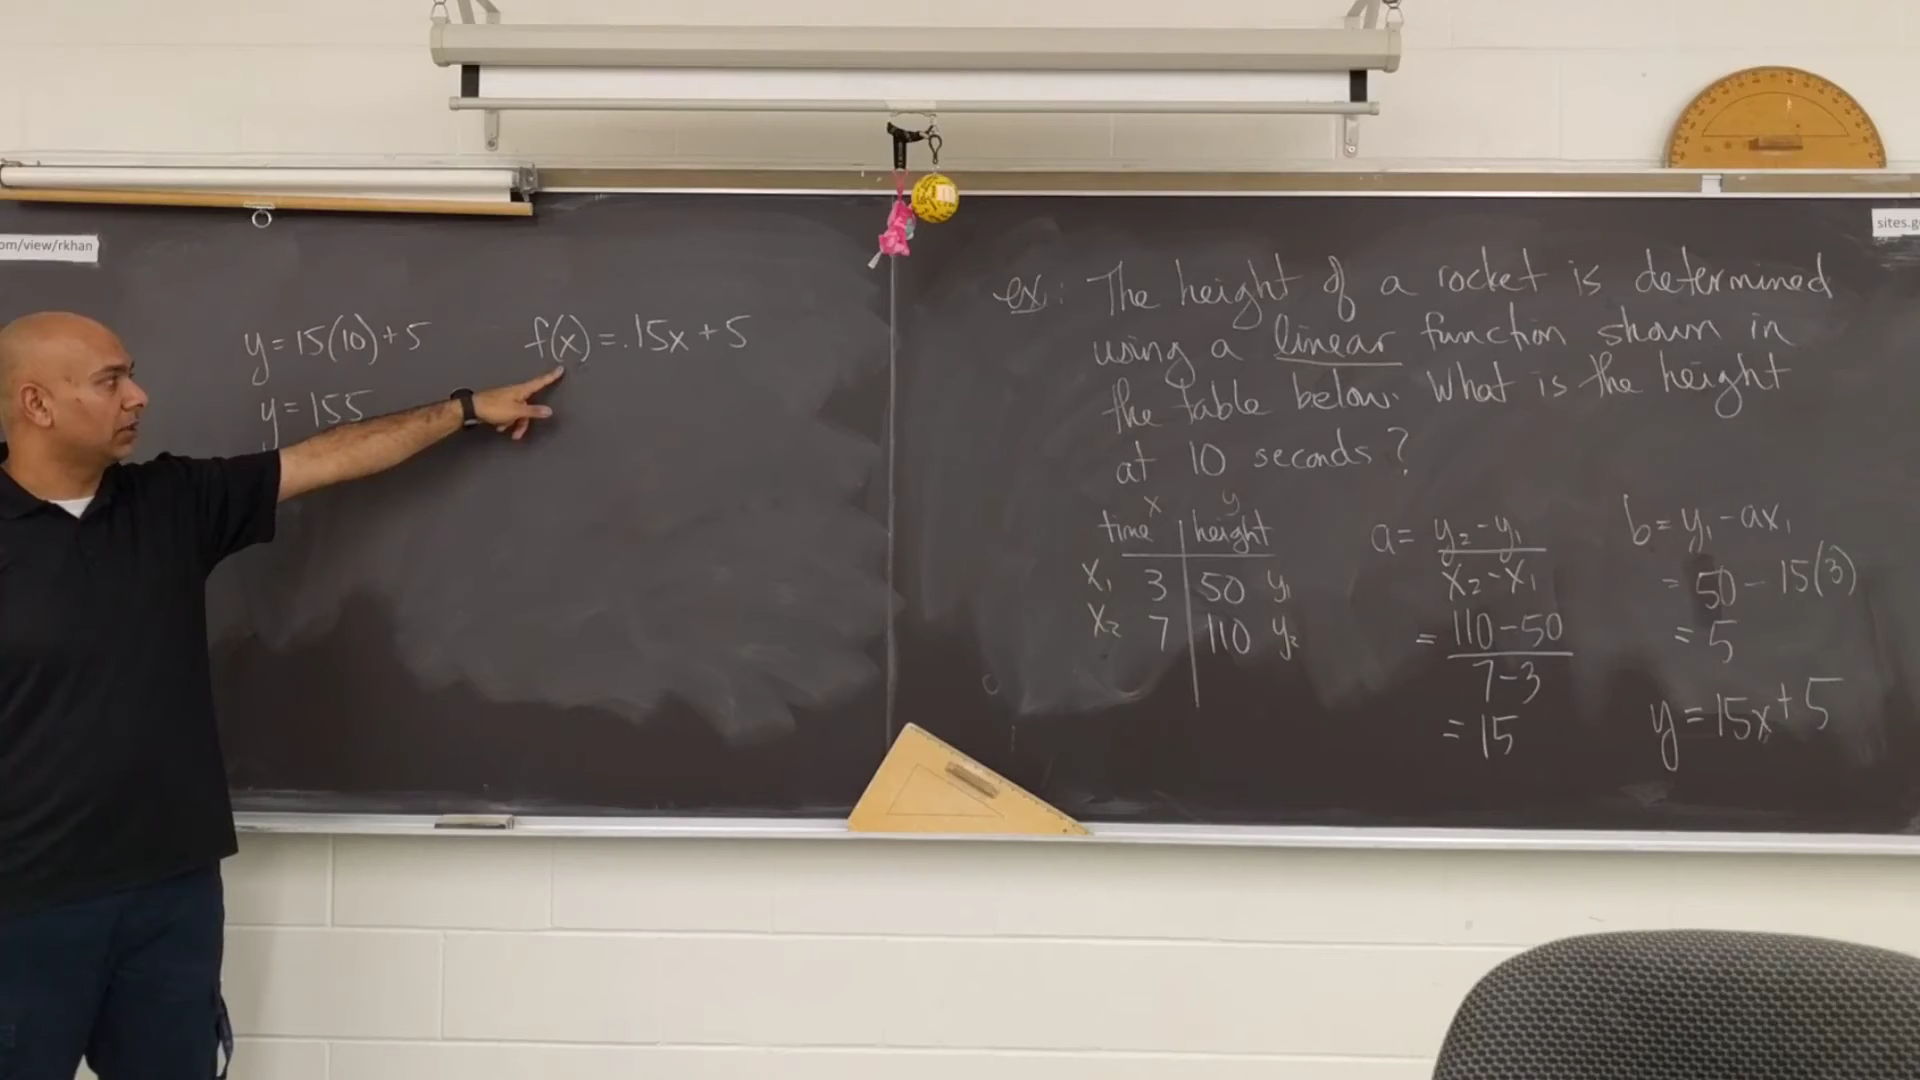 om/view/rkhan
sites.g
y = 15(10) + 5
y = 155
f(x) = .15x + 5
ex: The height of a rocket is determined
using a linear function shown in
the table below. What is the height
at 10 seconds?
x y
time height
x₁ 3 50 y₁
x₂ 7 110 y₂
a = y₂ - y₁ / x₂ - x₁
= 110 - 50 / 7 - 3
= 15
b = y₁ - ax₁
= 50 - 15(3)
= 5
y = 15x + 5